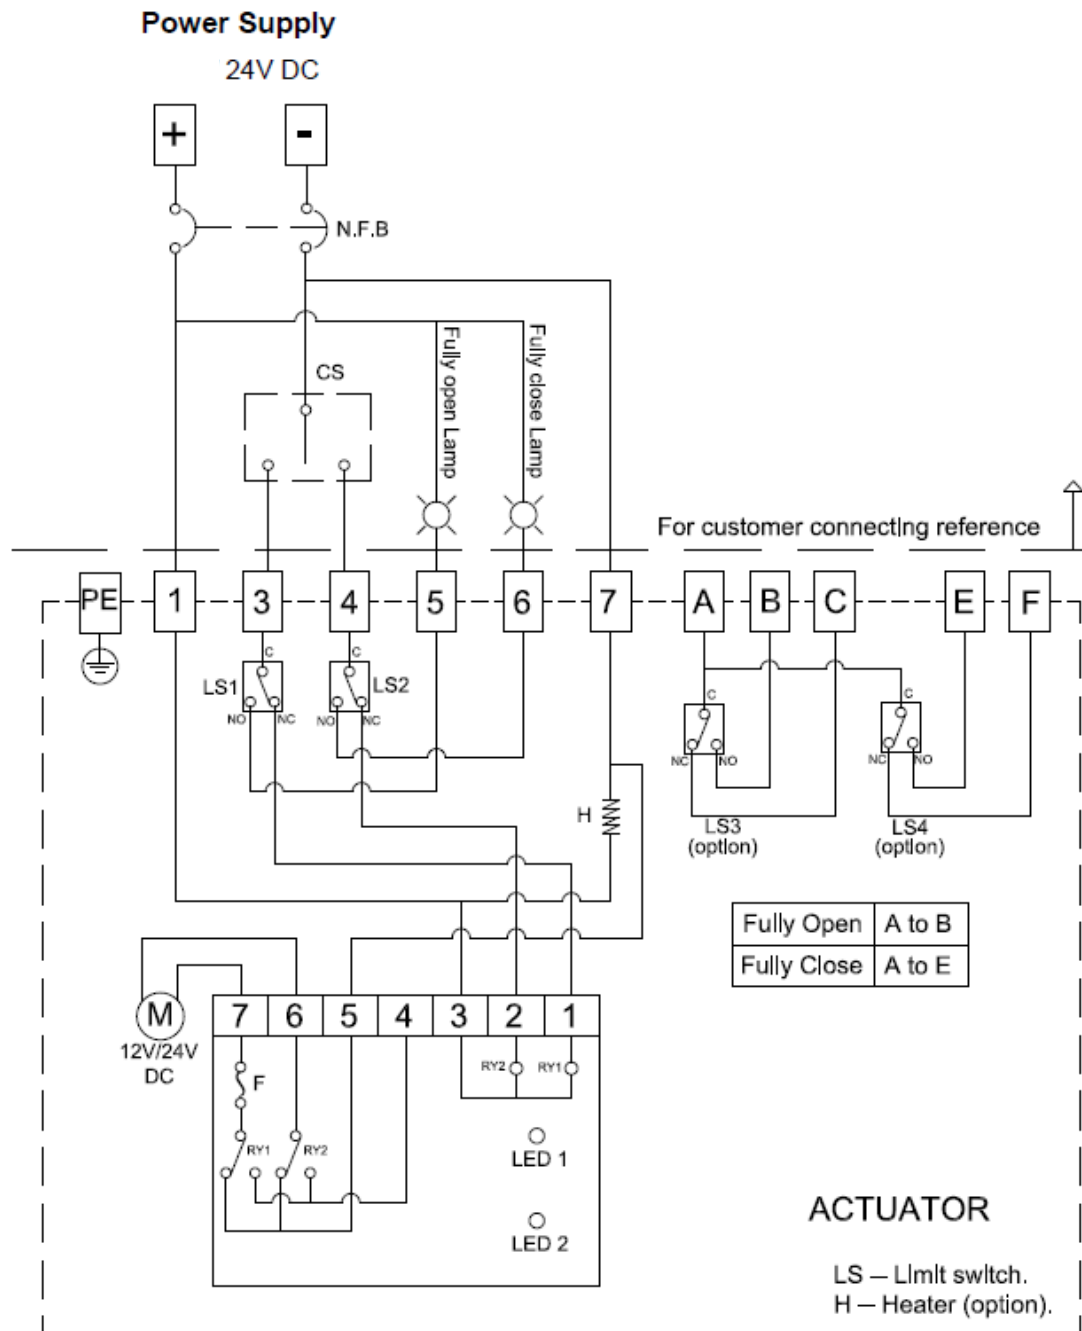 Power Supply
24V DC
+
-
N.F.B
CS
Fully open Lamp
Fully close Lamp
For customer connecting reference
PE
1
3
4
5
6
7
A
B
C
E
F
C
LS1
NO
NC
C
LS2
NO
NC
C
NC
NO
LS3
(option)
C
NC
NO
LS4
(option)
H
Fully Open A to B
Fully Close A to E
M
12V/24V
DC
7
6
5
4
3
2
1
F
RY1
RY2
RY2
RY1
LED 1
LED 2
ACTUATOR
LS — Limit switch.
H — Heater (option).